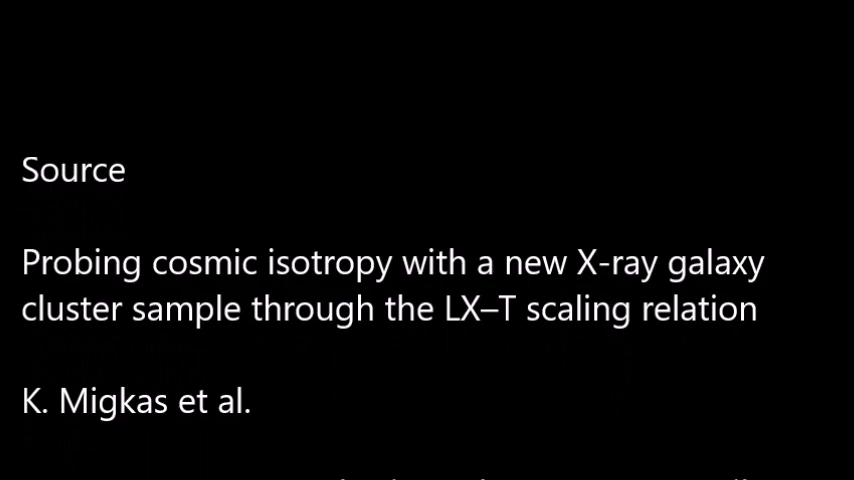 Source
Probing cosmic isotropy with a new X-ray galaxy
cluster sample through the LX–T scaling relation
K. Migkas et al.